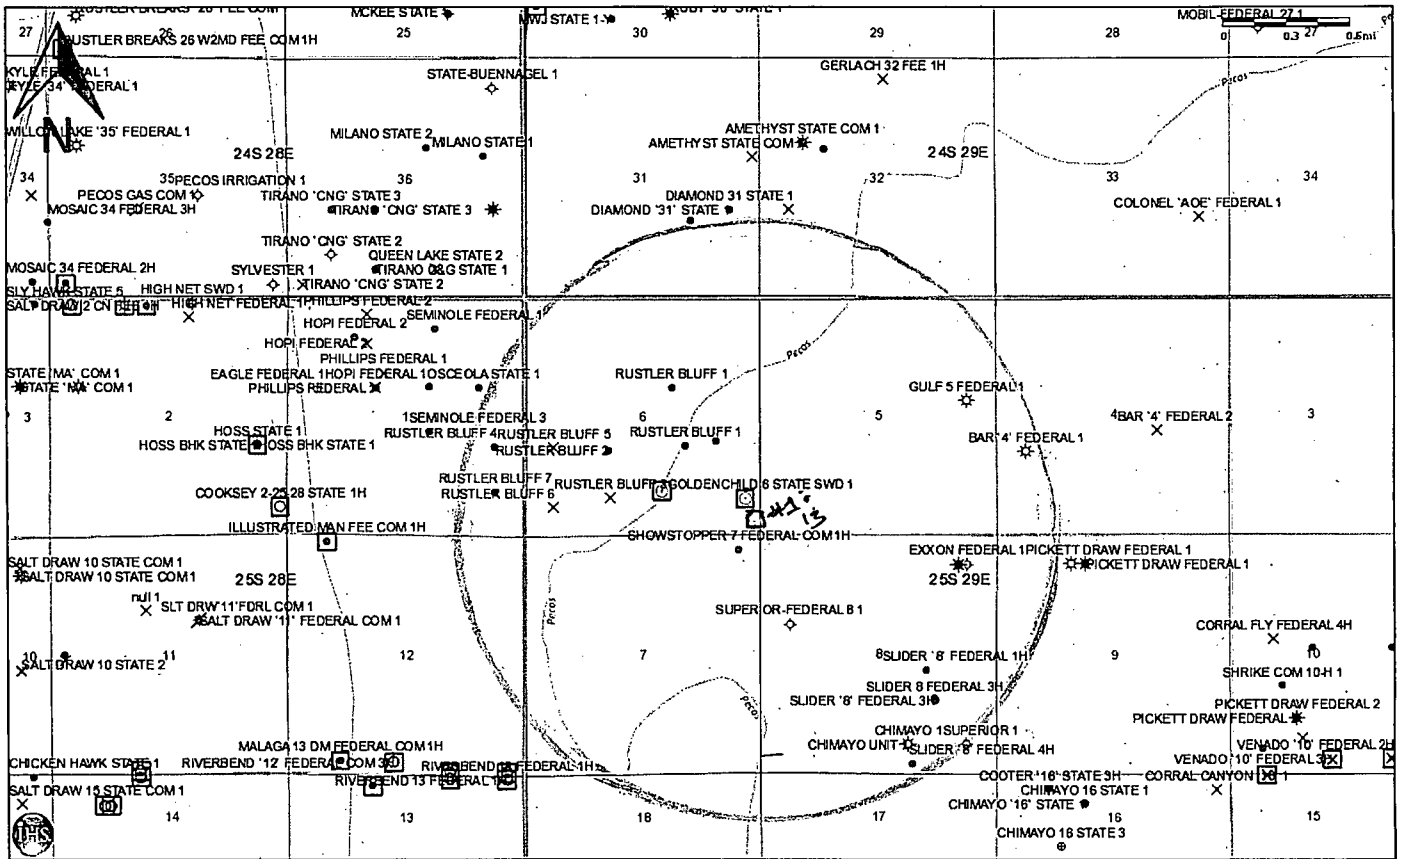 27
26
25
30
29
28
27
MCKEE STATE
MWJ STATE 1-Y
MOBIL-FEDERAL 27 1
0 0.3 0.6mi
RUSTLER BREAKS 26 W2MD FEE COM 1H
Pecos
N
KYLE FEDERAL 1
KYLE '34' FEDERAL 1
STATE-BUENNAGEL 1
GERLACH 32 FEE 1H
WILLOW LAKE '35' FEDERAL 1
MILANO STATE 2
MILANO STATE 1
AMETHYST STATE COM 1
AMETHYST STATE COM
24S 28E
24S 29E
34
35
PECOS IRRIGATION 1
36
31
32
33
34
PECOS GAS COM 1
TIRANO 'CNG' STATE 3
TIRANO 'CNG' STATE 3
DIAMOND 31 STATE 1
DIAMOND '31' STATE
COLONEL 'AOE' FEDERAL 1
MOSAIC 34 FEDERAL 3H
TIRANO 'CNG' STATE 2
QUEEN LAKE STATE 2
MOSAIC 34 FEDERAL 2H
SYLVESTER 1
TIRANO O&G STATE 1
TIRANO 'CNG' STATE 2
SLY HAWK STATE 5
HIGH NET SWD 1
HIGH NET FEDERAL 1
PHILLIPS FEDERAL 2
SEMINOLE FEDERAL 1
HOPI FEDERAL 2
HOPI FEDERAL 2
Pecos
PHILLIPS FEDERAL 1
STATE 'MA' COM 1
STATE 'MA' COM 1
EAGLE FEDERAL 1
HOPI FEDERAL 1
OSCEOLA STATE 1
PHILLIPS FEDERAL
RUSTLER BLUFF 1
GULF 5 FEDERAL 1
3
2
1
SEMINOLE FEDERAL 3
6
5
4
BAR '4' FEDERAL 2
3
HOSS STATE 1
HOSS BHK STATE
HOSS BHK STATE 1
RUSTLER BLUFF 4
RUSTLER BLUFF 5
RUSTLER BLUFF 1
BAR '4' FEDERAL 1
RUSTLER BLUFF 2
RUSTLER BLUFF 7
RUSTLER BLUFF
GOLDENCHILD 6 STATE SWD 1
COOKSEY 2-25-28 STATE 1H
RUSTLER BLUFF 6
#1
13
ILLUSTRATED MAN FEE COM 1H
SHOWSTOPPER 7 FEDERAL COM 1H
SALT DRAW 10 STATE COM 1
SALT DRAW 10 STATE COM 1
25S 28E
EXXON FEDERAL 1
PICKETT DRAW FEDERAL 1
PICKETT DRAW FEDERAL 1
25S 29E
null 1
SLT DRW'11'FDRL COM 1
SALT DRAW '11' FEDERAL COM 1
Pecos
SUPERIOR-FEDERAL 8 1
CORRAL FLY FEDERAL 4H
10
SALT DRAW 10 STATE 2
11
12
7
8
SLIDER '8' FEDERAL 1H
9
10
SHRIKE COM 10-H 1
SLIDER 8 FEDERAL 3H
SLIDER '8' FEDERAL 3H
Pecos
PICKETT DRAW FEDERAL 2
PICKETT DRAW FEDERAL
CHIMAYO 1
SUPERIOR 1
CHIMAYO UNIT
SLIDER '8' FEDERAL 4H
MALAGA 13 DM FEDERAL COM 1H
VENADO '10' FEDERAL 2H
VENADO '10' FEDERAL
CHICKEN HAWK STATE 1
RIVERBEND '12' FEDERAL COM
RIVERBEND 13 FEDERAL
COOTER '16' STATE 3H
CORRAL CANYON
SALT DRAW 15 STATE COM 1
CHIMAYO 16 STATE 1
CHIMAYO '16' STATE
IHS
14
13
18
17
16
15
CHIMAYO 16 STATE 3